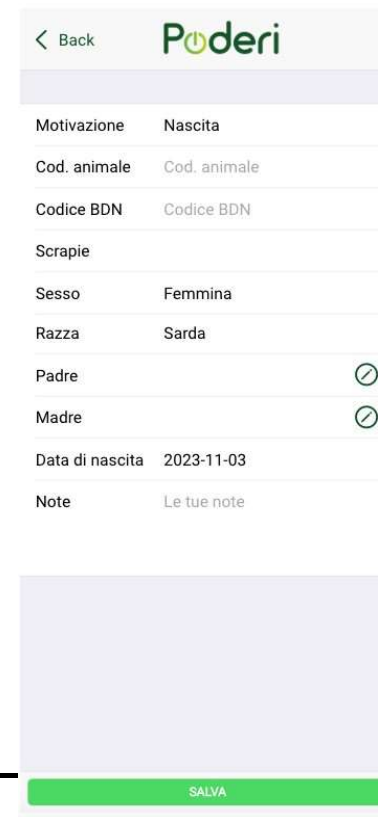 Back Poderi
Motivazione Nascita
Cod. animale Cod. animale
Codice BDN Codice BDN
Scrapie
Sesso Femmina
Razza Sarda
Padre
Madre
Data di nascita 2023-11-03
Note Le tue note
SALVA